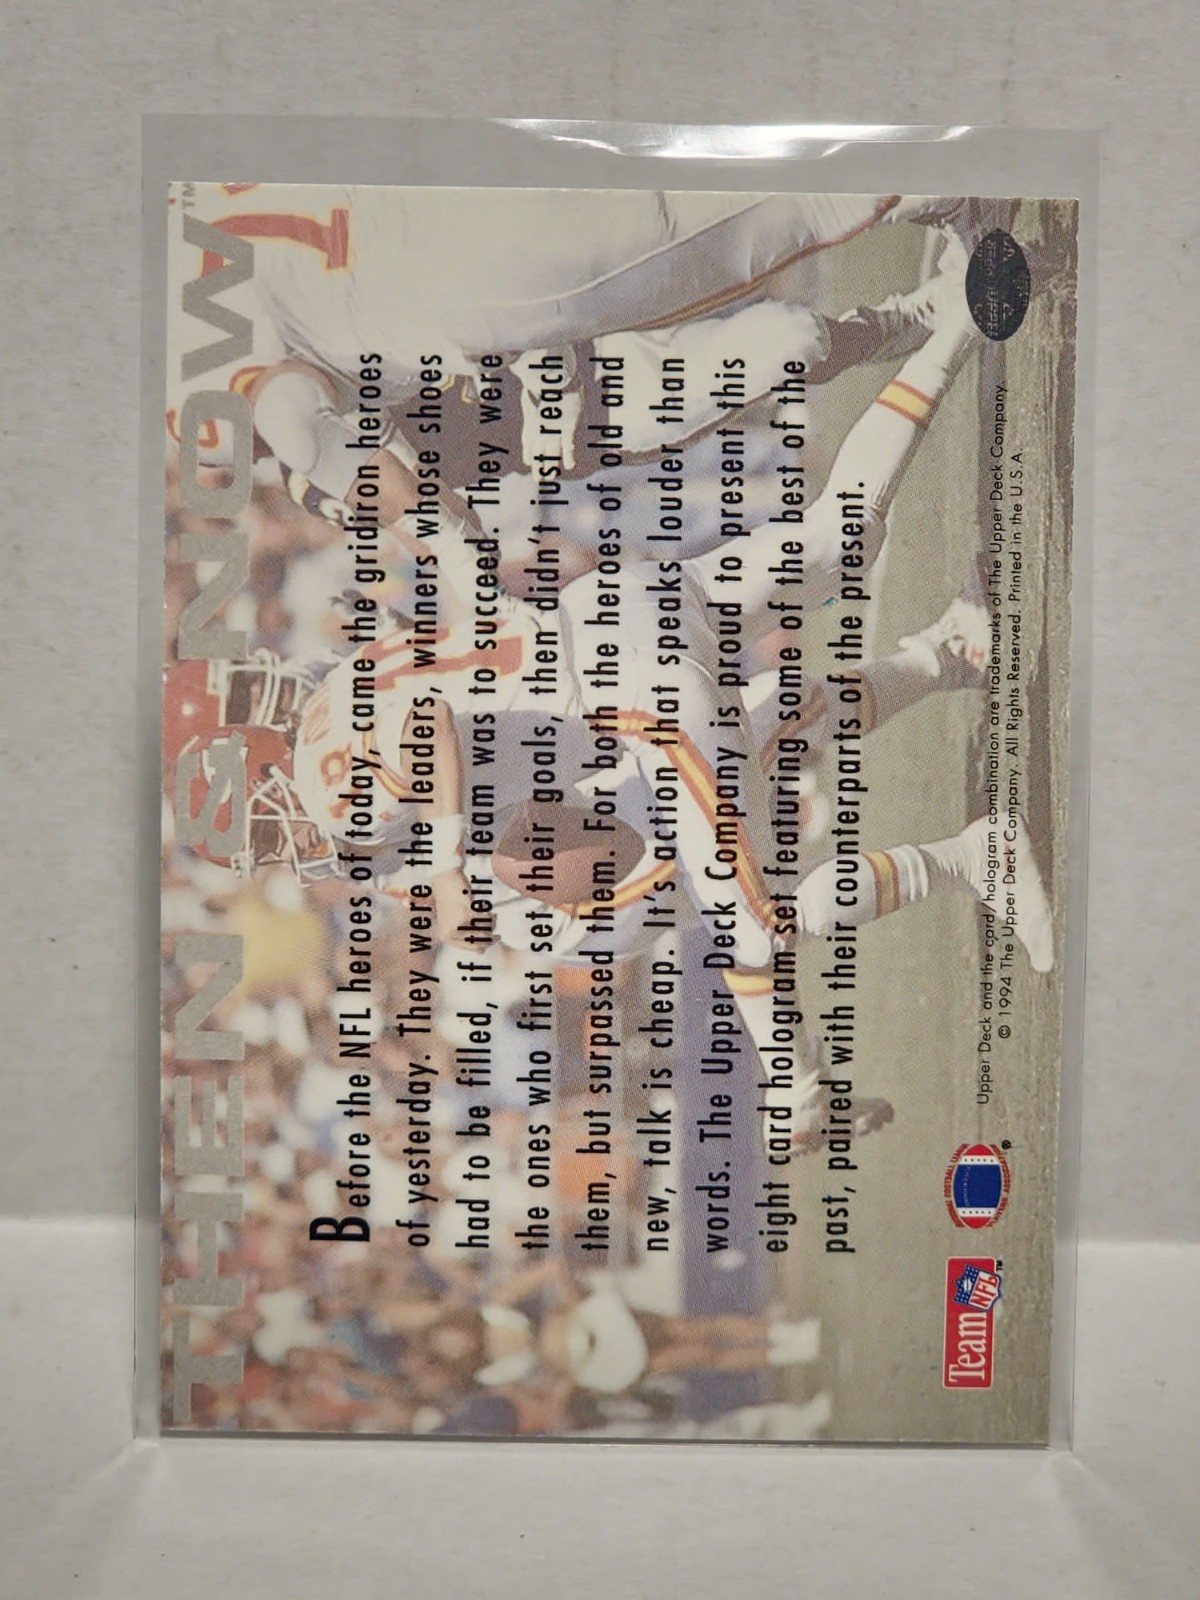 THEN & NOW™
Before the NFL heroes of today, came the gridiron heroes
of yesterday. They were the leaders, winners whose shoes
had to be filled, if their team was to succeed. They were
the ones who first set their goals, then didn't just reach
them, but surpassed them. For both the heroes of old and
new, talk is cheap. It's action that speaks louder than
words. The Upper Deck Company is proud to present this
eight card hologram set featuring some of the best of the
past, paired with their counterparts of the present.
Team NFL™
®
Upper Deck and the card/hologram combination are trademarks of The Upper Deck Company.
© 1994 The Upper Deck Company. All Rights Reserved. Printed in the U.S.A.